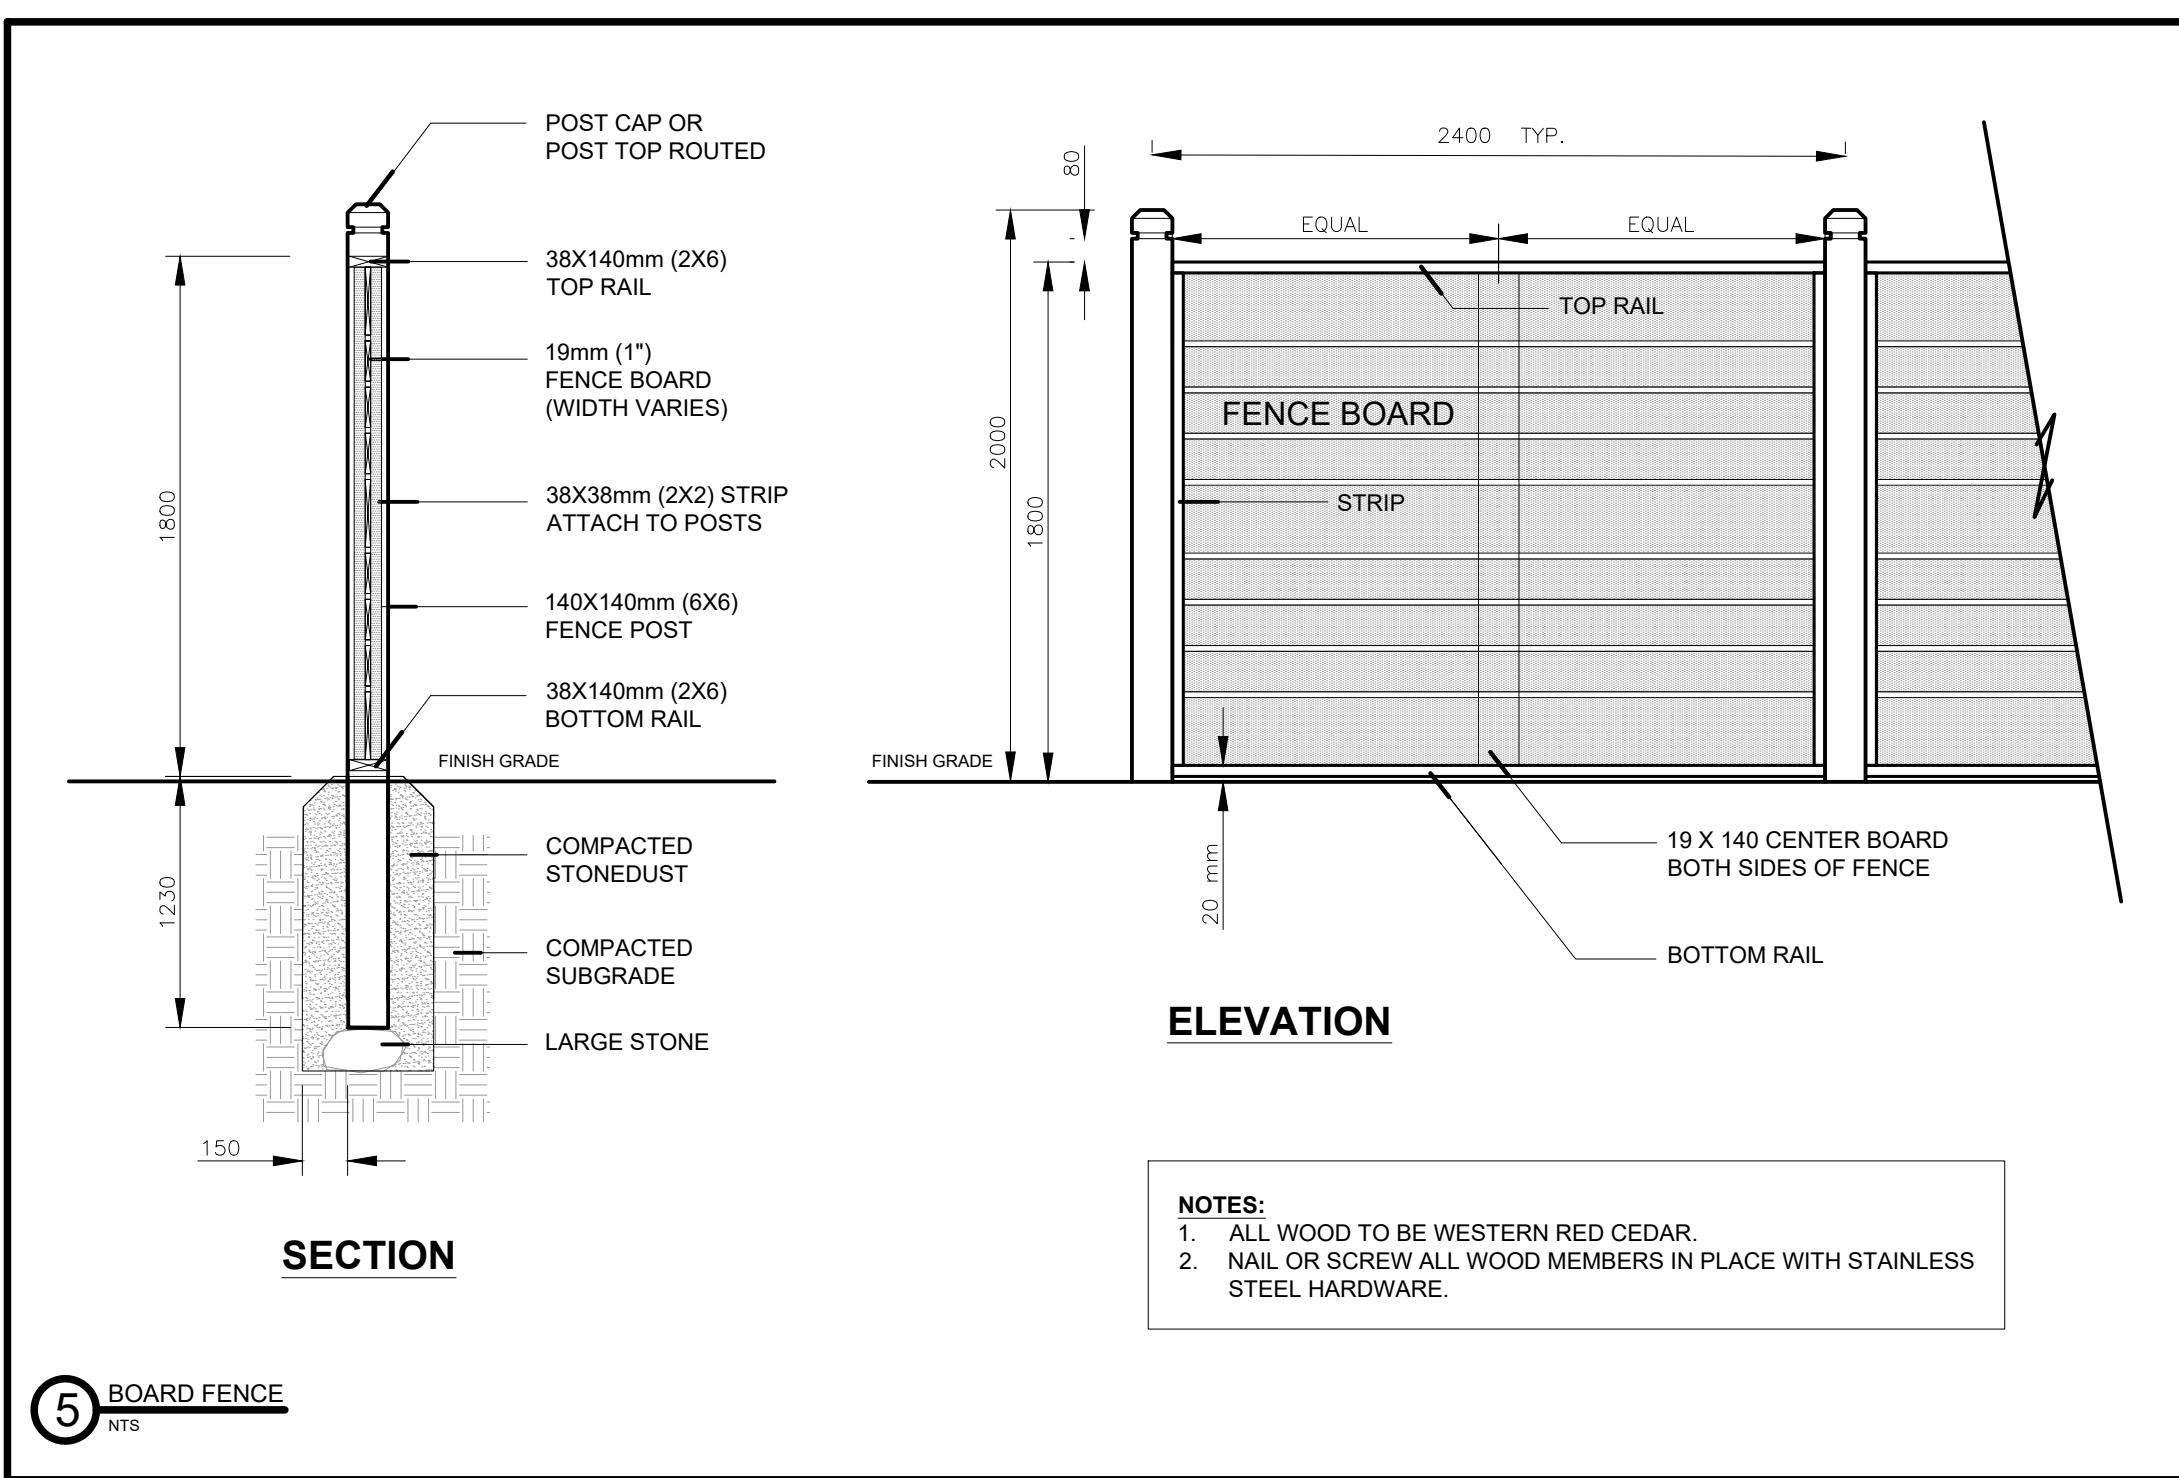 POST CAP OR
POST TOP ROUTED
38X140mm (2X6)
TOP RAIL
19mm (1")
FENCE BOARD
(WIDTH VARIES)
38X38mm (2X2) STRIP
ATTACH TO POSTS
140X140mm (6X6)
FENCE POST
38X140mm (2X6)
BOTTOM RAIL
FINISH GRADE
COMPACTED
STONEDUST
COMPACTED
SUBGRADE
LARGE STONE
1800
1230
150
SECTION
2400 TYP.
80
EQUAL
EQUAL
TOP RAIL
FENCE BOARD
STRIP
2000
1800
FINISH GRADE
20 mm
19 X 140 CENTER BOARD
BOTH SIDES OF FENCE
BOTTOM RAIL
ELEVATION
NOTES:
1. ALL WOOD TO BE WESTERN RED CEDAR.
2. NAIL OR SCREW ALL WOOD MEMBERS IN PLACE WITH STAINLESS
STEEL HARDWARE.
5
BOARD FENCE
NTS